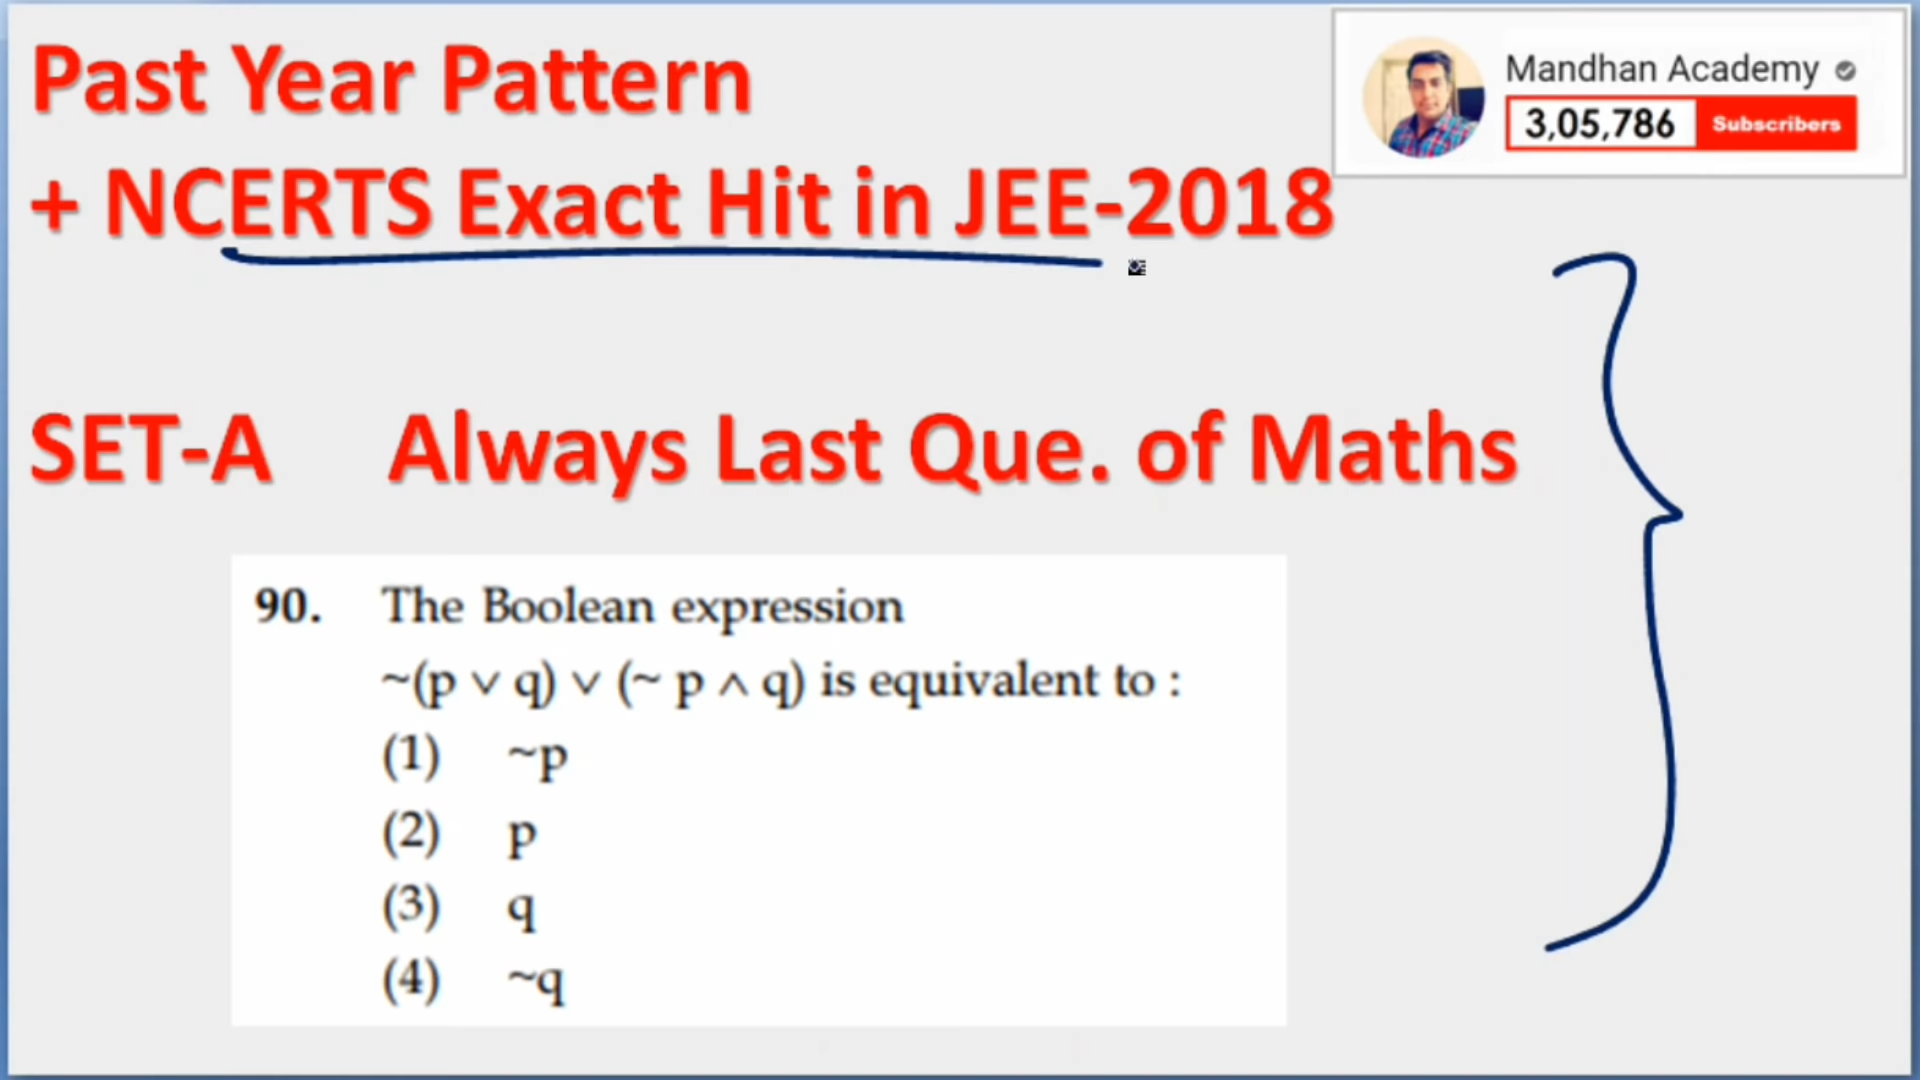 Past Year Pattern
+ NCERTS Exact Hit in JEE-2018
Mandhan Academy
3,05,786 Subscribers
SET-A Always Last Que. of Maths
90. The Boolean expression
~(p ∨ q) ∨ (~ p ∧ q) is equivalent to :
(1) ~p
(2) p
(3) q
(4) ~q